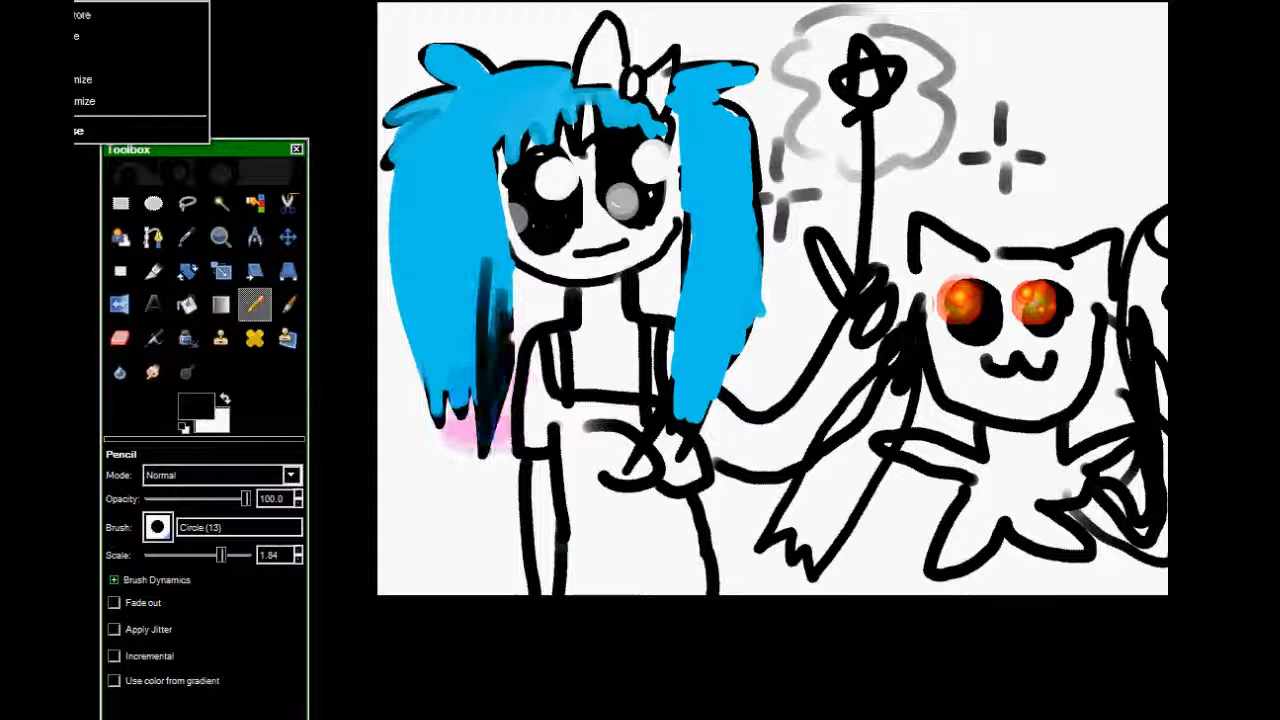 tore
e
mize
mize
se
Toolbox
Pencil
Mode: Normal
Opacity: 100.0
Brush: Circle (13)
Scale: 1.84
Brush Dynamics
Fade out
Apply Jitter
Incremental
Use color from gradient